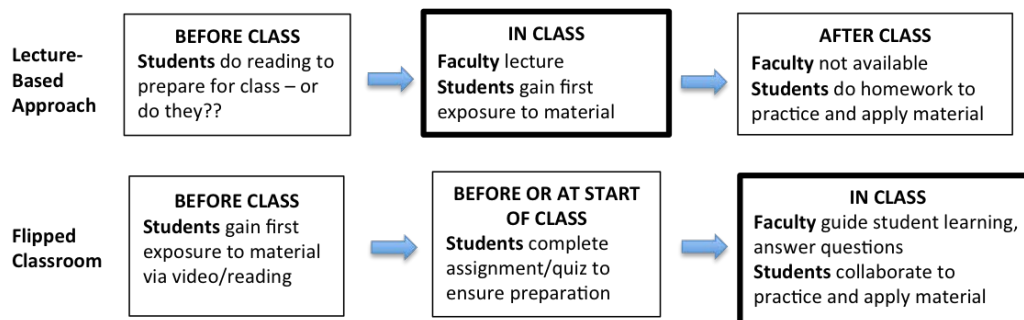 Lecture-
Based
Approach
BEFORE CLASS
Students do reading to
prepare for class – or
do they??
IN CLASS
Faculty lecture
Students gain first
exposure to material
AFTER CLASS
Faculty not available
Students do homework to
practice and apply material
Flipped
Classroom
BEFORE CLASS
Students gain first
exposure to material
via video/reading
BEFORE OR AT START
OF CLASS
Students complete
assignment/quiz to
ensure preparation
IN CLASS
Faculty guide student learning,
answer questions
Students collaborate to
practice and apply material